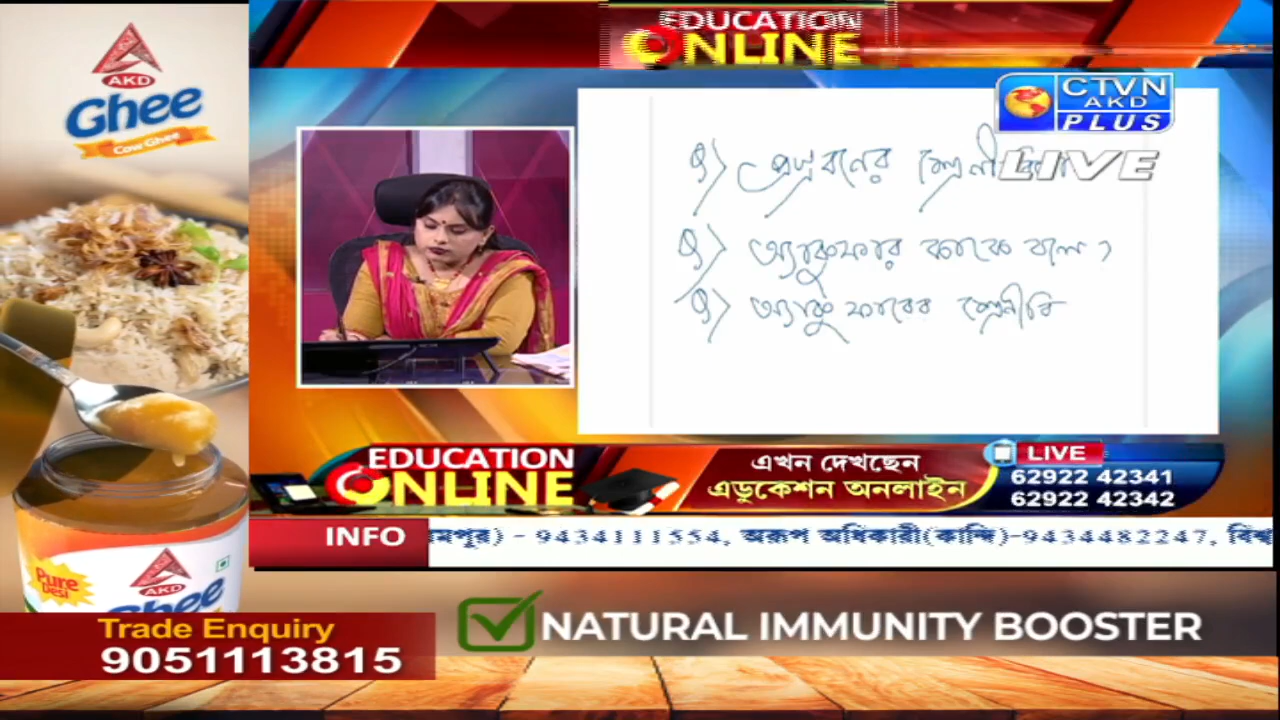 AKD
Ghee
Cow Ghee
EDUCATION
ONLINE
CTVN
AKD
PLUS
LIVE
Q) প্রস্রবনের
Q) অ্যাকুফার কাকে বলে ?
Q) অ্যাকুফারের শ্রেনীবি
EDUCATION
ONLINE
এখন দেখছেন
এডুকেশন অনলাইন
LIVE
62922 42341
62922 42342
INFO
মপুর) - 9434111554, অরূপ অধিকারী(কান্দি)-9434482247, বিশ্ব
Pure
Desi
AKD
Ghee
Trade Enquiry
9051113815
NATURAL IMMUNITY BOOSTER